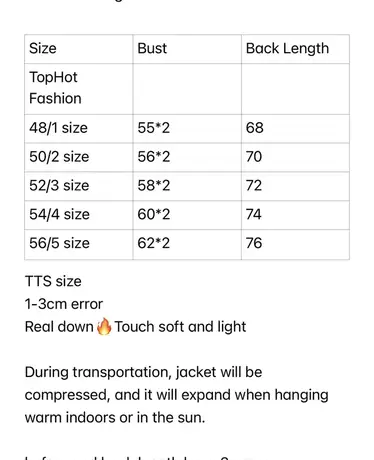 Size Bust Back Length
TopHot
Fashion
48/1 size 55*2 68
50/2 size 56*2 70
52/3 size 58*2 72
54/4 size 60*2 74
56/5 size 62*2 76
TTS size
1-3cm error
Real down🔥Touch soft and light
During transportation, jacket will be
compressed, and it will expand when hanging
warm indoors or in the sun.